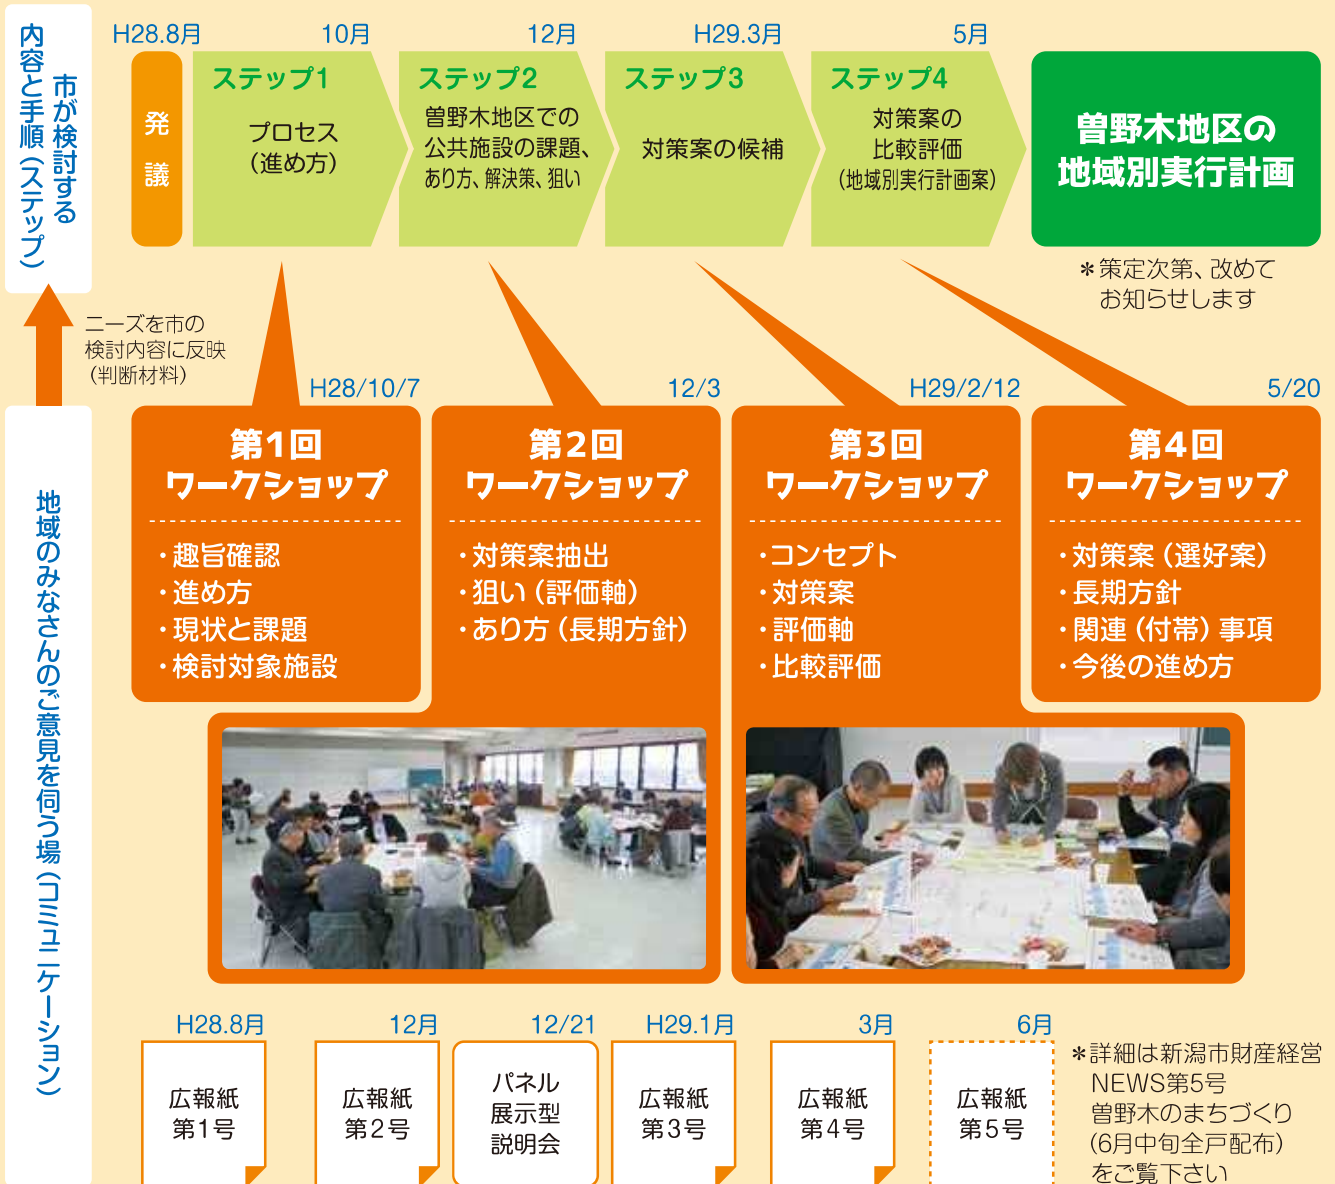 市が検討する
内容と手順（ステップ）
H28.8月
10月
12月
H29.3月
5月
発議
ステップ1
プロセス
（進め方）
ステップ2
曽野木地区での
公共施設の課題、
あり方、解決策、狙い
ステップ3
対策案の候補
ステップ4
対策案の
比較評価
（地域別実行計画案）
曽野木地区の
地域別実行計画
＊策定次第、改めて
お知らせします
ニーズを市の
検討内容に反映
（判断材料）
地域のみなさんのご意見を伺う場（コミュニケーション）
H28/10/7
第1回
ワークショップ
・趣旨確認
・進め方
・現状と課題
・検討対象施設
12/3
第2回
ワークショップ
・対策案抽出
・狙い（評価軸）
・あり方（長期方針）
H29/2/12
第3回
ワークショップ
・コンセプト
・対策案
・評価軸
・比較評価
5/20
第4回
ワークショップ
・対策案（選好案）
・長期方針
・関連（付帯）事項
・今後の進め方
H28.8月
広報紙
第1号
12月
広報紙
第2号
12/21
パネル
展示型
説明会
H29.1月
広報紙
第3号
3月
広報紙
第4号
6月
広報紙
第5号
＊詳細は新潟市財産経営
NEWS第5号
曽野木のまちづくり
（6月中旬全戸配布）
をご覧下さい